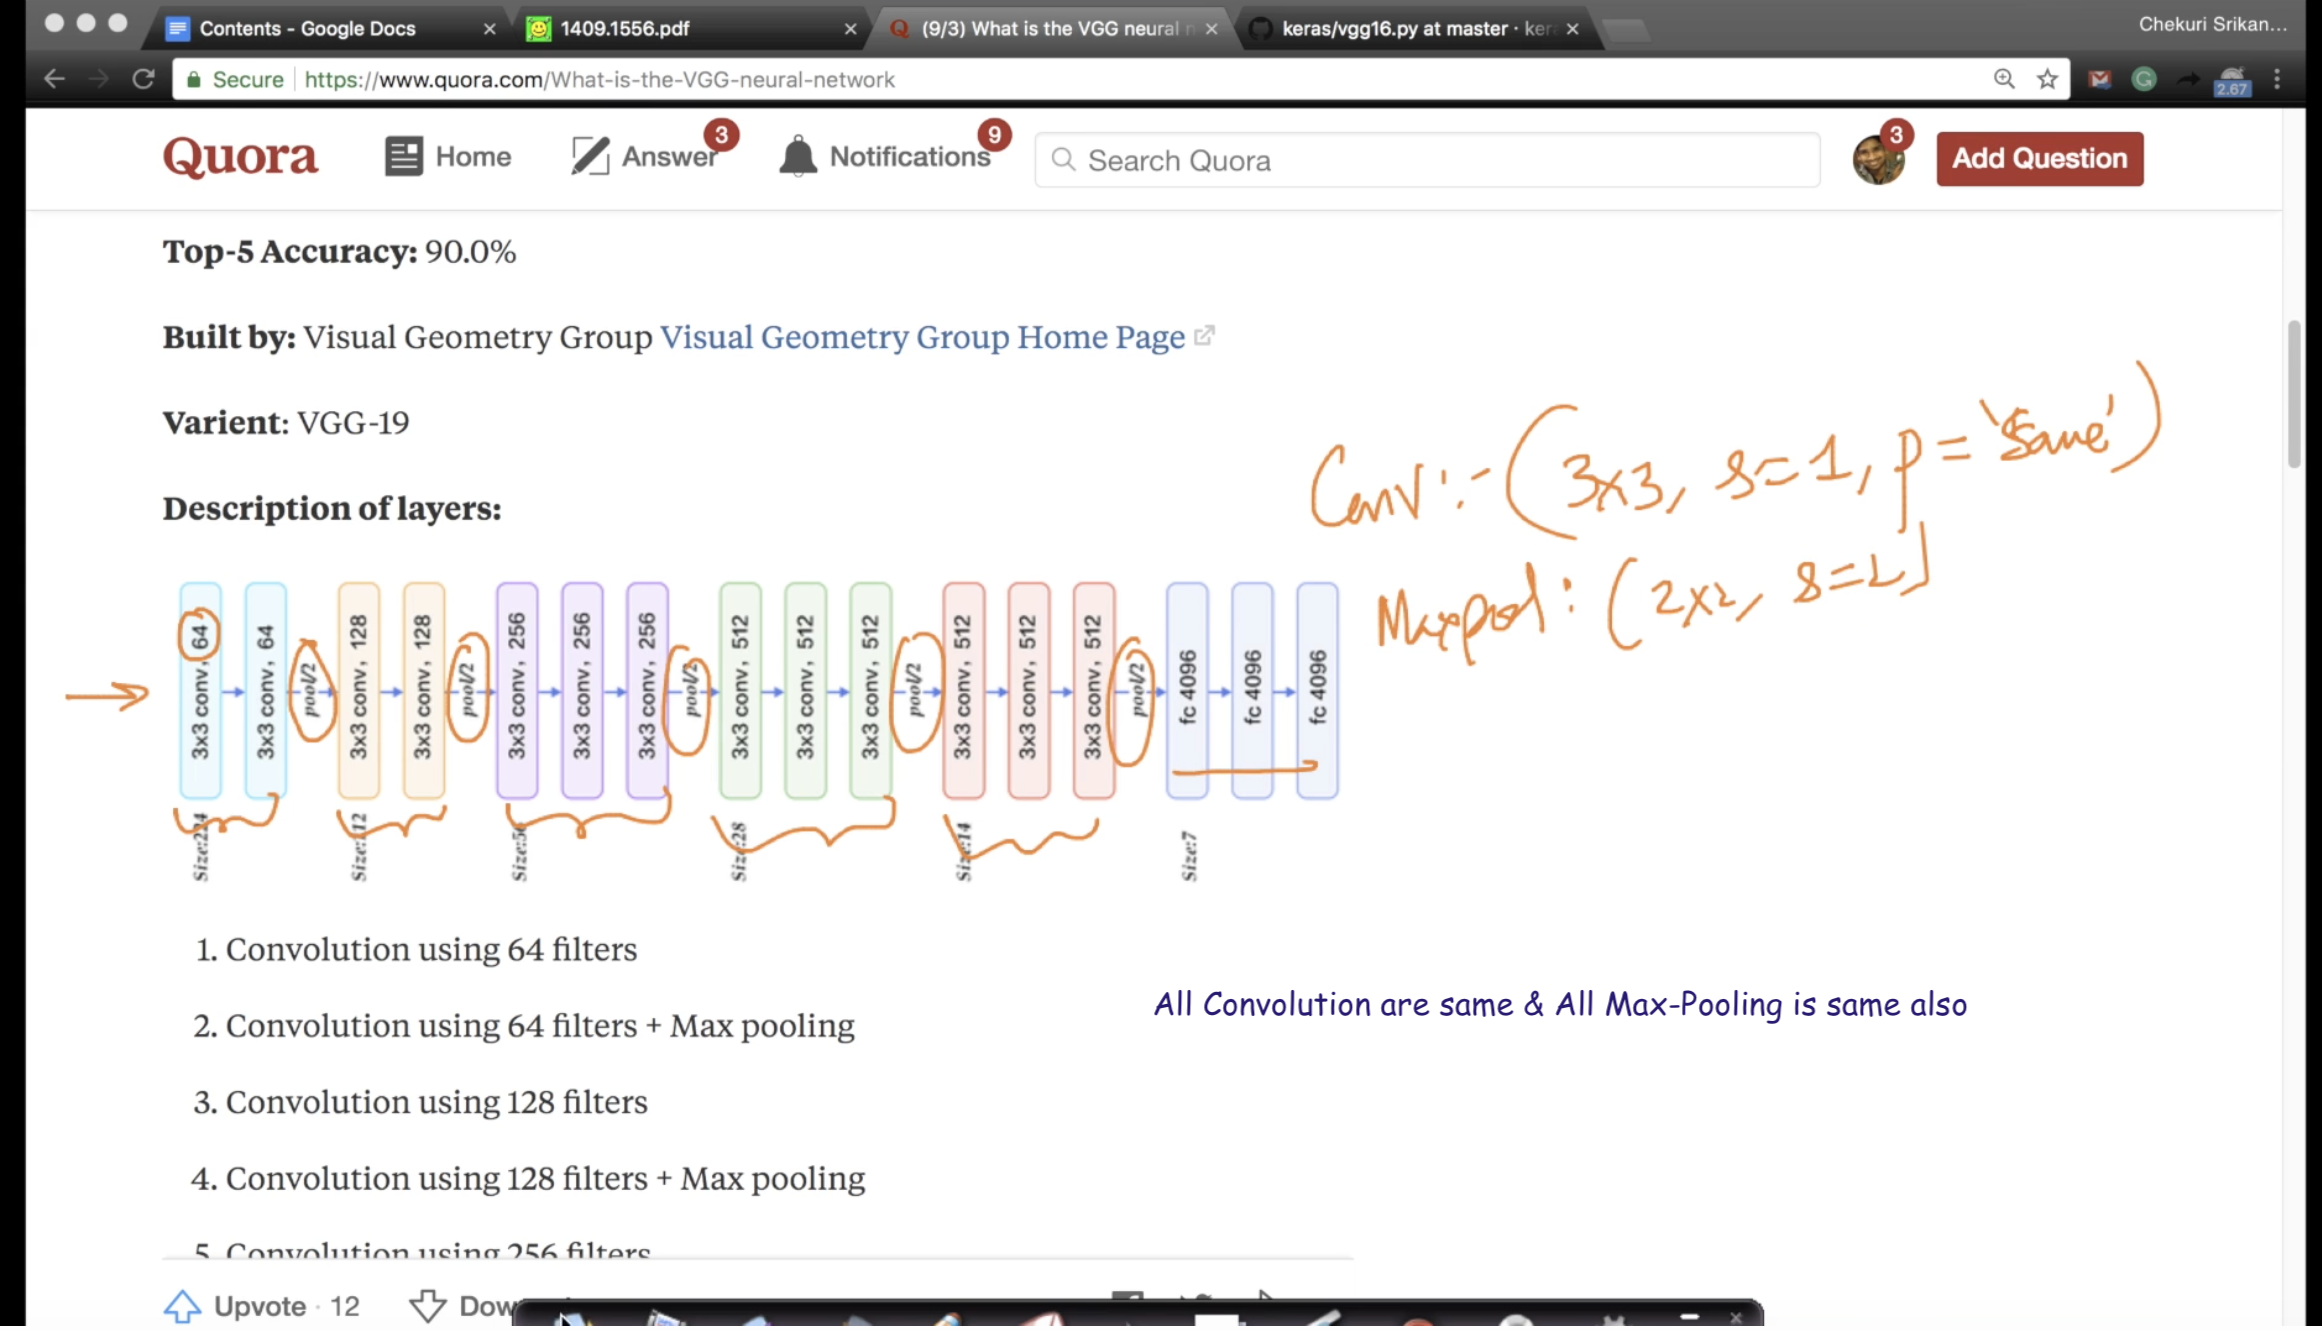 Contents - Google Docs
1409.1556.pdf
(9/3) What is the VGG neural n
keras/vgg16.py at master · ker
Chekuri Srikan...
Secure
https://www.quora.com/What-is-the-VGG-neural-network
2.67
Quora
Home
Answer
3
Notifications
9
Search Quora
3
Add Question
Top-5 Accuracy: 90.0%
Built by: Visual Geometry Group Visual Geometry Group Home Page
Varient: VGG-19
Description of layers:
Conv:- (3x3, s=1, p= 'Same')
Maxpool: (2x2, s=2)
3x3 conv, 64
3x3 conv, 64
pool/2
3x3 conv, 128
3x3 conv, 128
pool/2
3x3 conv, 256
3x3 conv, 256
3x3 conv, 256
pool/2
3x3 conv, 512
3x3 conv, 512
3x3 conv, 512
pool/2
3x3 conv, 512
3x3 conv, 512
3x3 conv, 512
pool/2
fc 4096
fc 4096
fc 4096
Size:224
Size:112
Size:56
Size:28
Size:14
Size:7
1. Convolution using 64 filters
2. Convolution using 64 filters + Max pooling
3. Convolution using 128 filters
4. Convolution using 128 filters + Max pooling
5. Convolution using 256 filters
All Convolution are same & All Max-Pooling is same also
Upvote · 12
Dow